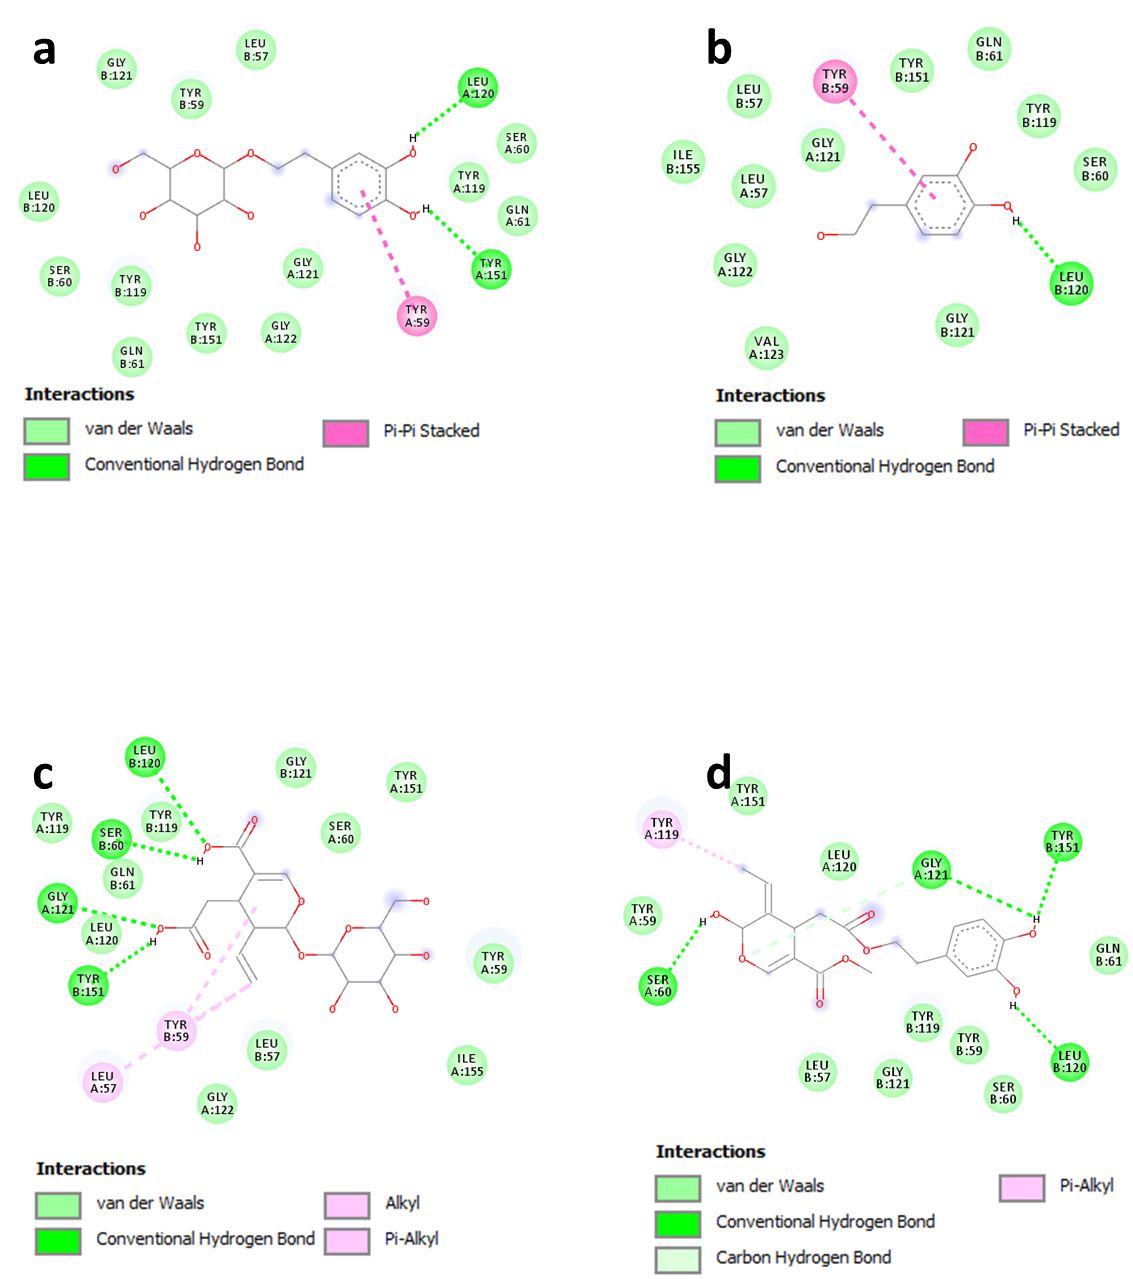 a
LEU
B:57
GLY
B:121
TYR
B:59
LEU
A:120
SER
A:60
TYR
A:119
GLN
A:61
LEU
B:120
SER
B:60
TYR
B:119
GLY
A:121
TYR
A:151
TYR
A:59
TYR
B:151
GLY
A:122
GLN
B:61
O
O
O
O
O
O
O
O
H
H
Interactions
van der Waals
Pi-Pi Stacked
Conventional Hydrogen Bond
b
GLN
B:61
TYR
B:151
TYR
B:59
LEU
B:57
TYR
B:119
GLY
A:121
ILE
B:155
LEU
A:57
SER
B:60
GLY
A:122
LEU
B:120
GLY
B:121
VAL
A:123
O
O
O
H
Interactions
van der Waals
Pi-Pi Stacked
Conventional Hydrogen Bond
c
LEU
B:120
GLY
B:121
TYR
A:151
TYR
A:119
SER
B:60
TYR
B:119
SER
A:60
GLN
B:61
GLY
A:121
LEU
A:120
TYR
B:151
TYR
A:59
TYR
B:59
LEU
B:57
ILE
A:155
LEU
A:57
GLY
A:122
O
O
H
O
O
H
O
O
O
O
O
O
O
Interactions
van der Waals
Alkyl
Conventional Hydrogen Bond
Pi-Alkyl
d
TYR
A:151
TYR
A:119
LEU
A:120
GLY
A:121
TYR
B:151
TYR
A:59
GLN
B:61
SER
A:60
TYR
B:119
TYR
B:59
LEU
B:120
LEU
B:57
GLY
B:121
SER
B:60
H
O
O
O
O
O
O
H
O
O
H
Interactions
van der Waals
Pi-Alkyl
Conventional Hydrogen Bond
Carbon Hydrogen Bond